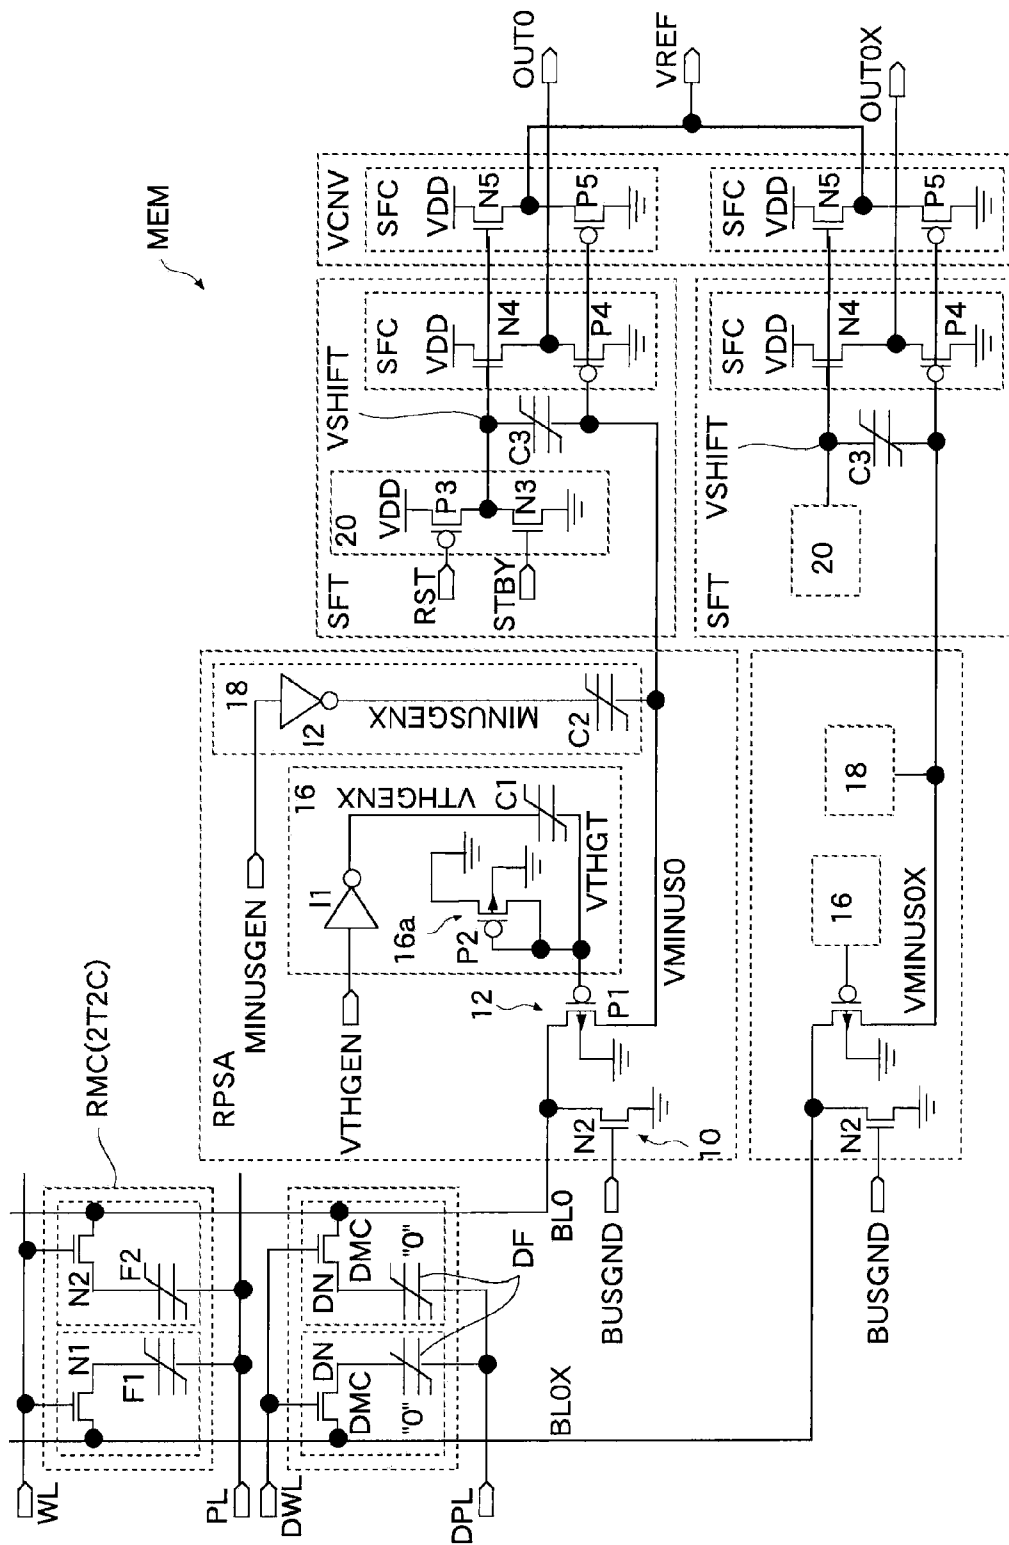 MEM
RMC(2T2C)
WL
N1
N2
F1
F2
PL
DWL
DN
DN
DMC
DMC
"0"
"0"
DPL
DF
BL0
BL0X
RPSA
MINUSGEN
18
I2
MINUSGENX
C2
VTHGEN
I1
16
VTHGENX
C1
16a
P2
VTHGT
12
P1
N2
10
BUSGND
VMINUS0
SFT
20
VDD
P3
RST
N3
STBY
VSHIFT
C3
SFC
VDD
N4
P4
VCNV
SFC
VDD
N5
P5
OUT0
VREF
BUSGND
N2
16
18
VMINUS0X
SFT
20
VSHIFT
C3
SFC
VDD
N4
P4
SFC
VDD
N5
P5
OUT0X